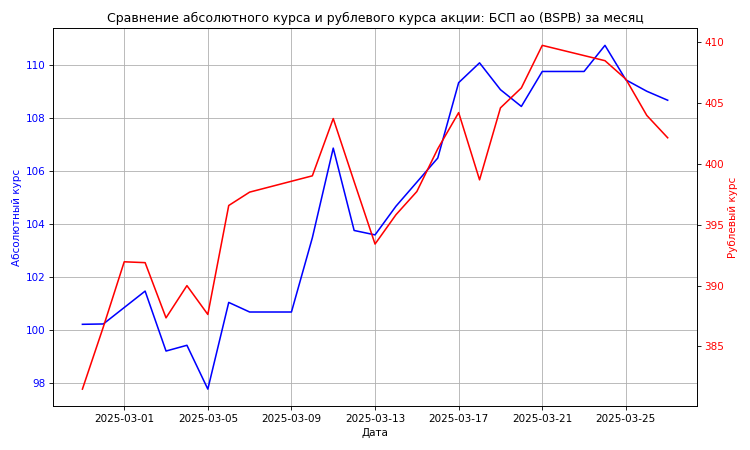 Сравнение абсолютного курса и рублевого курса акции: БСП ао (BSPB) за месяц
110
108
106
104
102
100
98
Абсолютный курс
410
405
400
395
390
385
Рублевый курс
2025-03-01 2025-03-05 2025-03-09 2025-03-13 2025-03-17 2025-03-21 2025-03-25
Дата